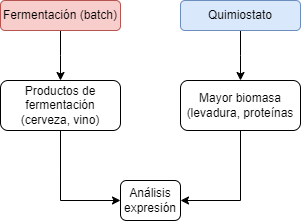 Fermentación (batch)
Quimiostato
Productos de
fermentación
(cerveza, vino)
Mayor biomasa
(levadura, proteínas
Análisis
expresión